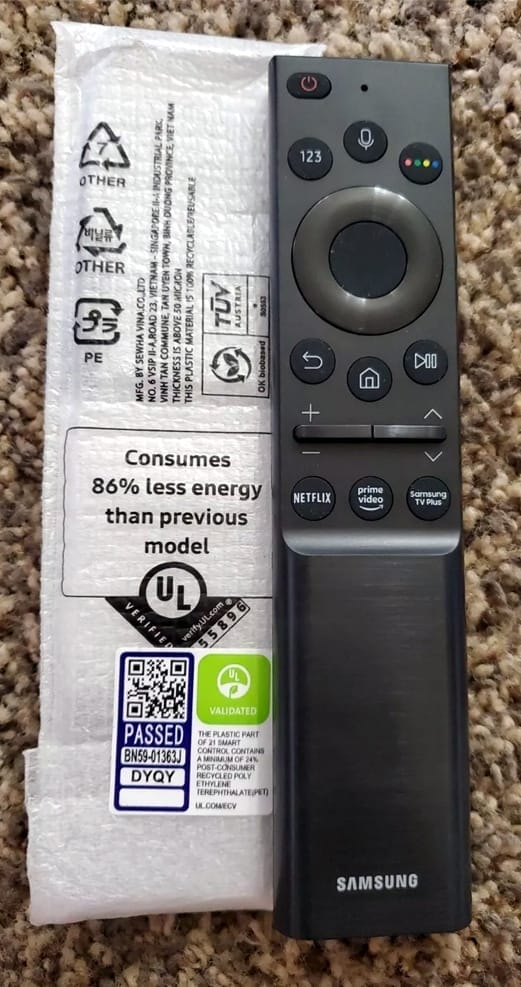 7
OTHER
비닐류
OTHER
PE
MFG. BY SEWHA VINA.CO.,LTD
NO. 6 VSIP II-A,ROAD 23, VIETNAM - SINGAPORE II-A INDUSTRIAL PARK,
VINH TAN COMMUNE, TAN UYEN TOWN, BINH DUONG PROVINCE, VIET NAM
THICKNESS IS ABOVE 50 MICRON
THIS PLASTIC MATERIAL IS 100% RECYCLABLE/REUSABLE
TÜV
AUSTRIA
OK biobased
Consumes
86% less energy
than previous
model
UL
VERIFIED
verifyUL.com
55896
PASSED
BN59-01363J
DYQY
UL
VALIDATED
THE PLASTIC PART
OF 21 SMART
CONTROL CONTAINS
A MINIMUM OF 24%
POST-CONSUMER
RECYCLED POLY
ETHYLENE
TEREPHTHALATE(PET)
UL.COM/ECV
123
NETFLIX
prime
video
Samsung
TV Plus
SAMSUNG